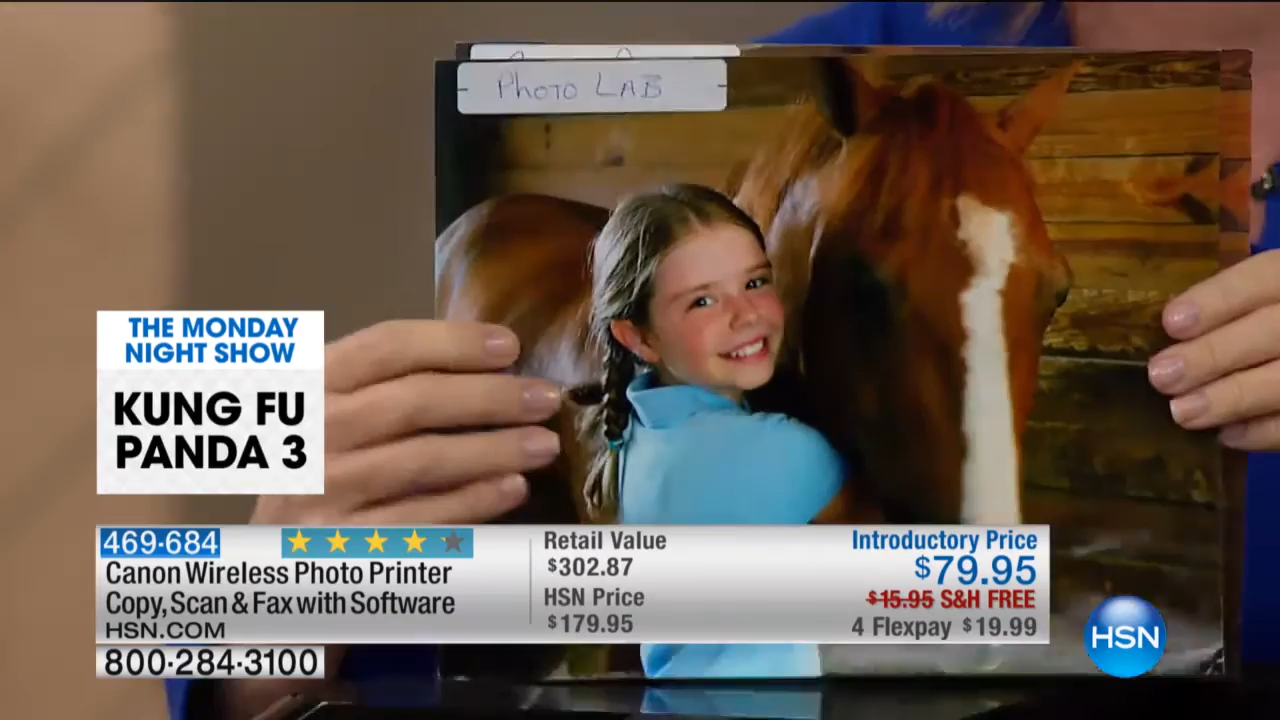 PHOTO LAB
THE MONDAY
NIGHT SHOW
KUNG FU
PANDA 3
469-684
Canon Wireless Photo Printer
Copy, Scan & Fax with Software
HSN.COM
800-284-3100
Retail Value
$302.87
HSN Price
$179.95
Introductory Price
$79.95
$15.95 S&H FREE
4 Flexpay $19.99
HSN